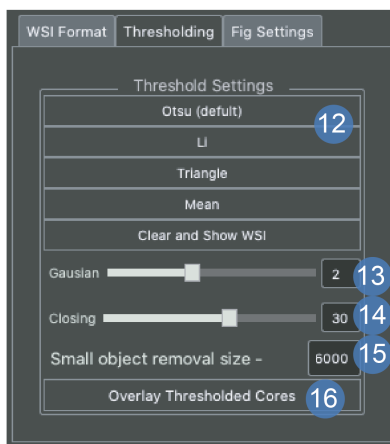 WSI Format Thresholding Fig Settings
Threshold Settings
Otsu (defult)
12
Li
Triangle
Mean
Clear and Show WSI
Gausian 2 13
Closing 30 14
Small object removal size - 6000 15
Overlay Thresholded Cores 16